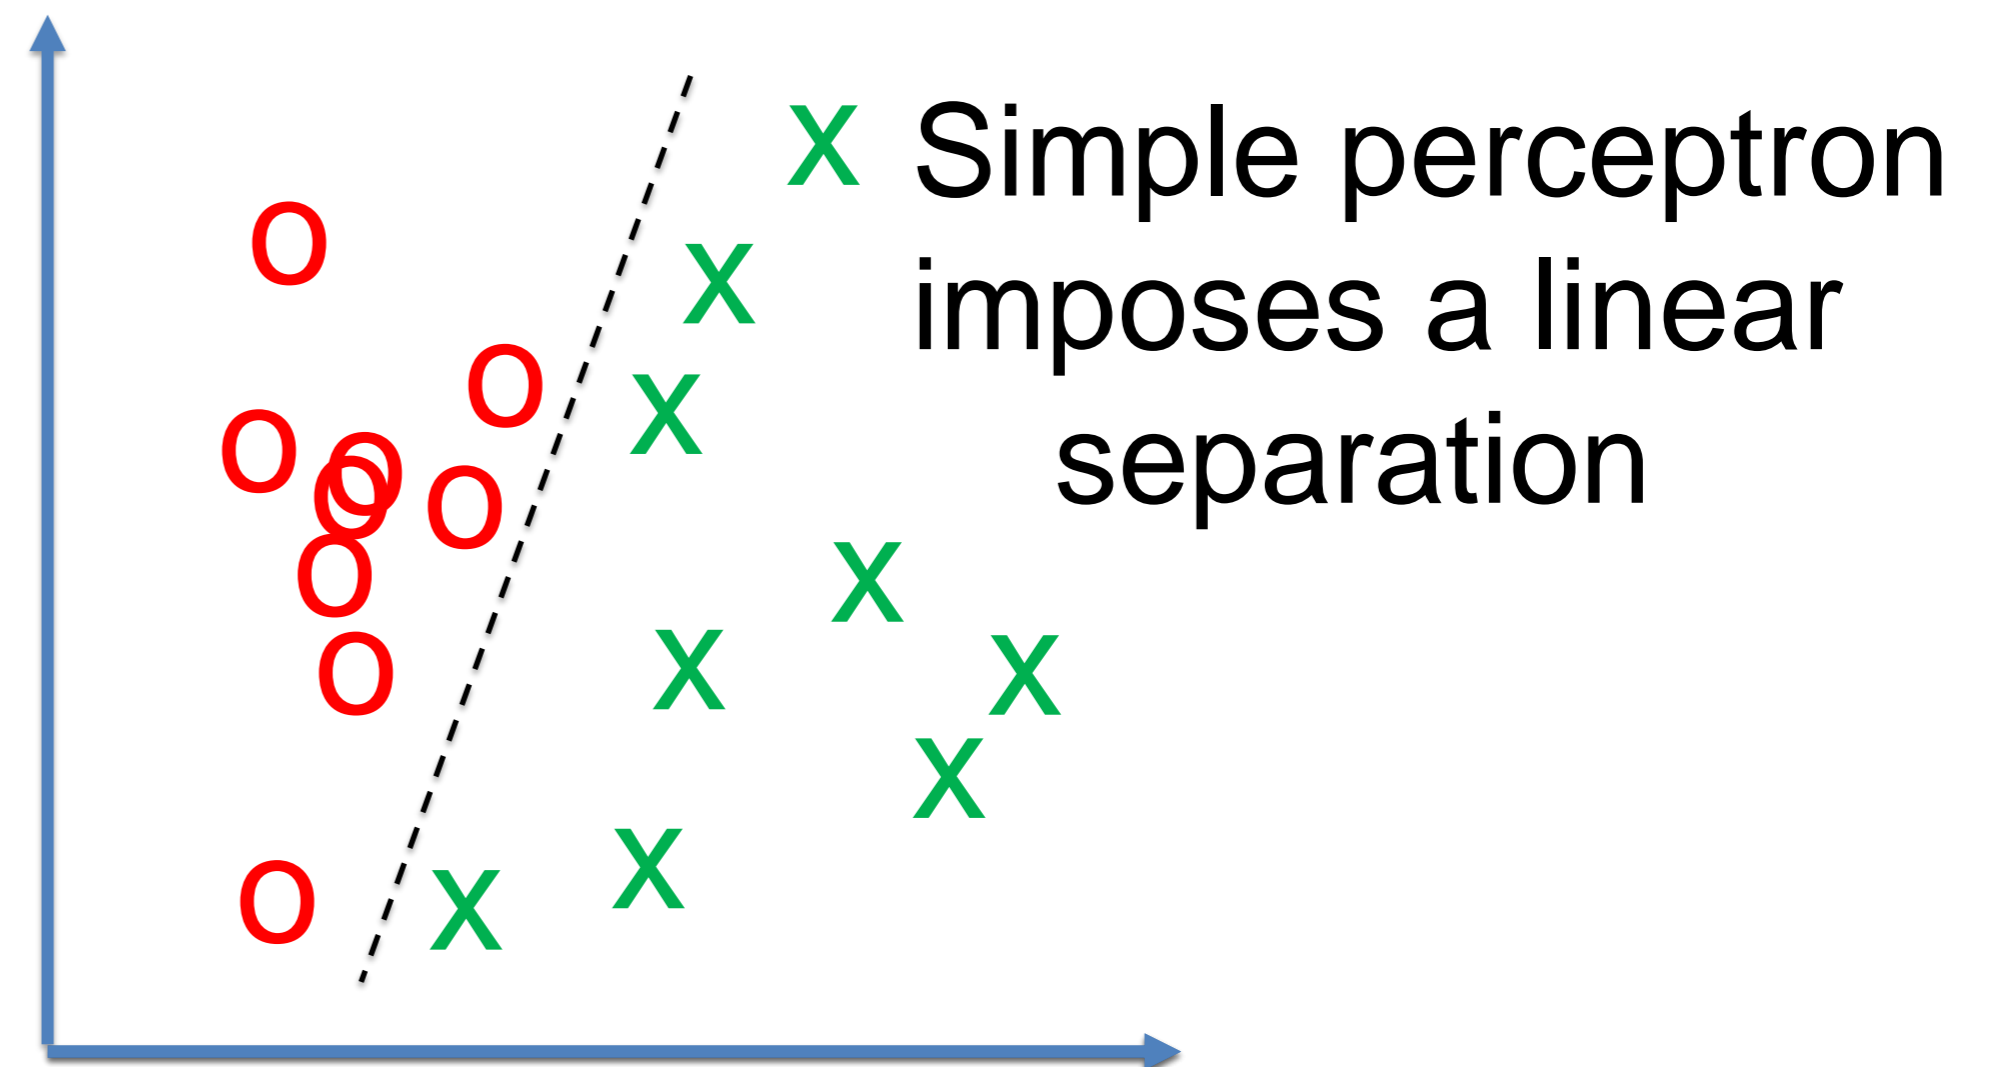 x Simple perceptron
o
x imposes a linear
o
x
o o separation
o o
o
x
o
x x
x
o x
x